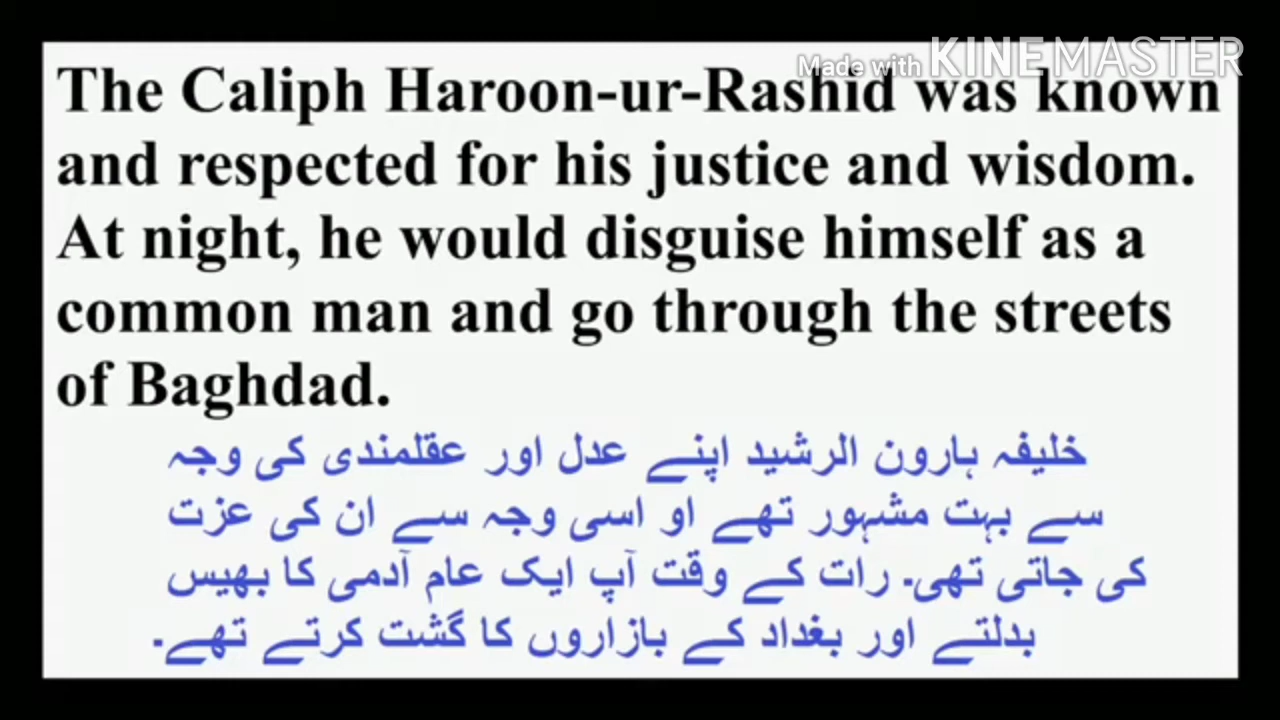 Made with KINEMASTER
The Caliph Haroon-ur-Rashid was known
and respected for his justice and wisdom.
At night, he would disguise himself as a
common man and go through the streets
of Baghdad.
خلیفہ ہارون الرشید اپنے عدل اور عقلمندی کی وجہ
سے بہت مشہور تھے او اسی وجہ سے ان کی عزت
کی جاتی تھی۔ رات کے وقت آپ ایک عام آدمی کا بھیس
بدلتے اور بغداد کے بازاروں کا گشت کرتے تھے۔